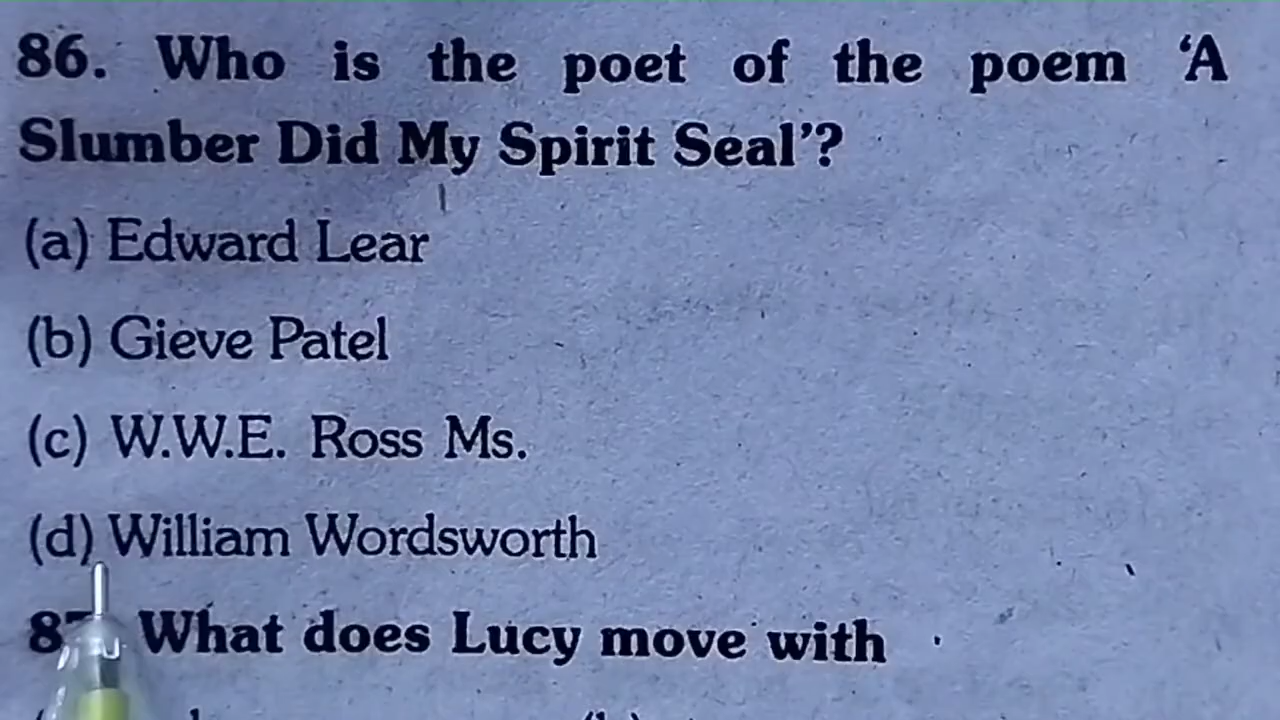 86. Who is the poet of the poem ‘A
Slumber Did My Spirit Seal’?
(a) Edward Lear
(b) Gieve Patel
(c) W.W.E. Ross Ms.
(d) William Wordsworth
What does Lucy move with